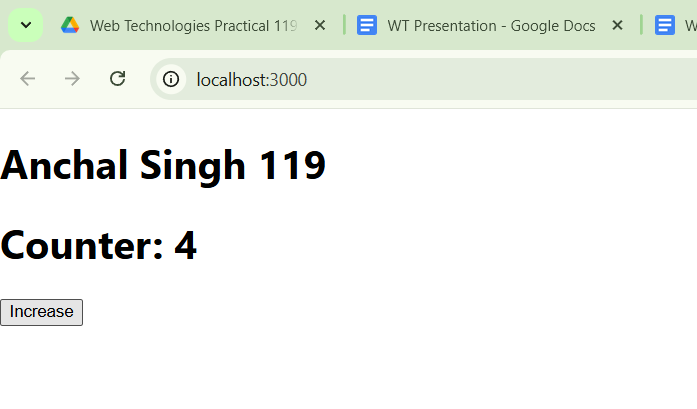 Web Technologies Practical 119
WT Presentation - Google Docs
W
localhost:3000
Anchal Singh 119
Counter: 4
Increase